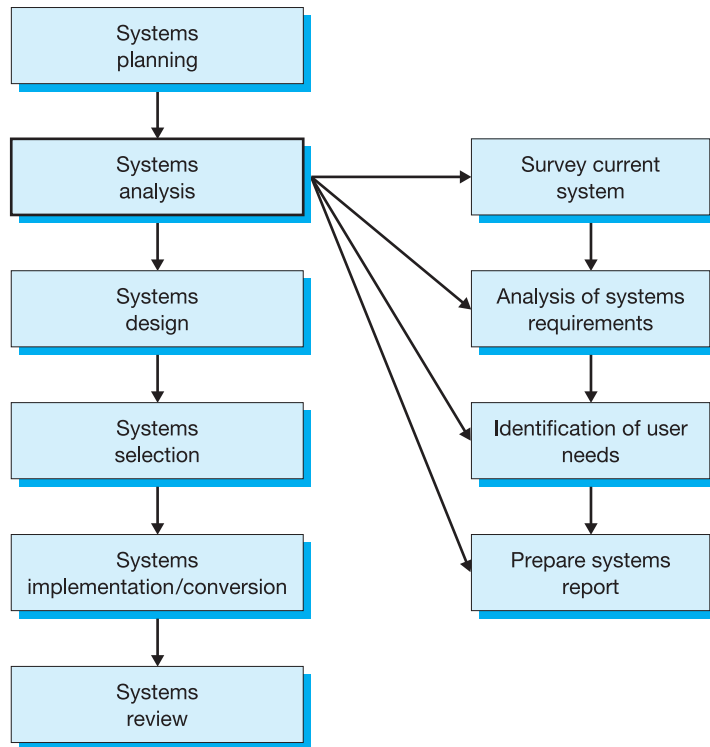 Systems
planning
Systems
analysis
Systems
design
Systems
selection
Systems
implementation/conversion
Systems
review
Survey current
system
Analysis of systems
requirements
Identification of user
needs
Prepare systems
report